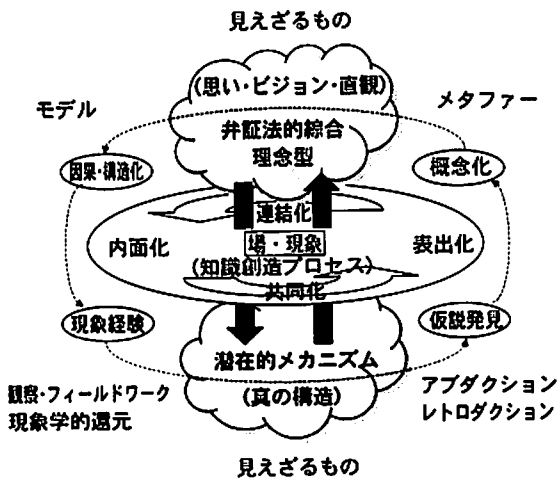 見えざるもの
(思い・ビジョン・直観)
モデル
メタファー
弁証法的綜合
理念型
因果・構造化
概念化
連結化
内面化
場・現象
表出化
(知識創造プロセス)
共同化
現象経験
仮説発見
潜在的メカニズム
(真の構造)
観察・フィールドワーク
現象学的還元
アブダクション
レトロダクション
見えざるもの